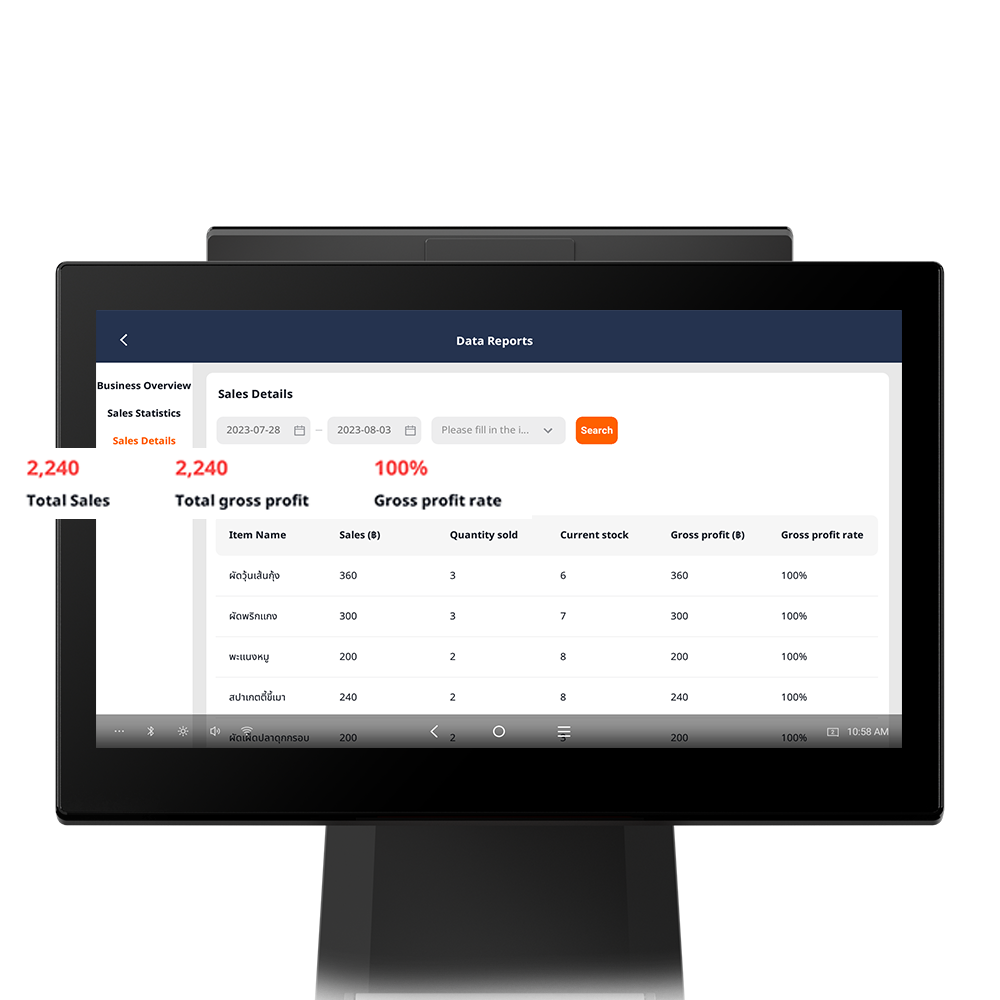 Data Reports
Business Overview
Sales Statistics
Sales Details
Sales Details
2023-07-28 – 2023-08-03 Please fill in the i... Search
2,240 2,240 100%
Total Sales Total gross profit Gross profit rate
Item Name Sales (฿) Quantity sold Current stock Gross profit (฿) Gross profit rate
ผัดวุ้นเส้นกุ้ง 360 3 6 360 100%
ผัดพริกแกง 300 3 7 300 100%
พะแนงหมู 200 2 8 200 100%
สปาเกตตี้ขี้เมา 240 2 8 240 100%
ผัดเผ็ดปลาดุกกรอบ 200 2 5 200 100%
10:58 AM